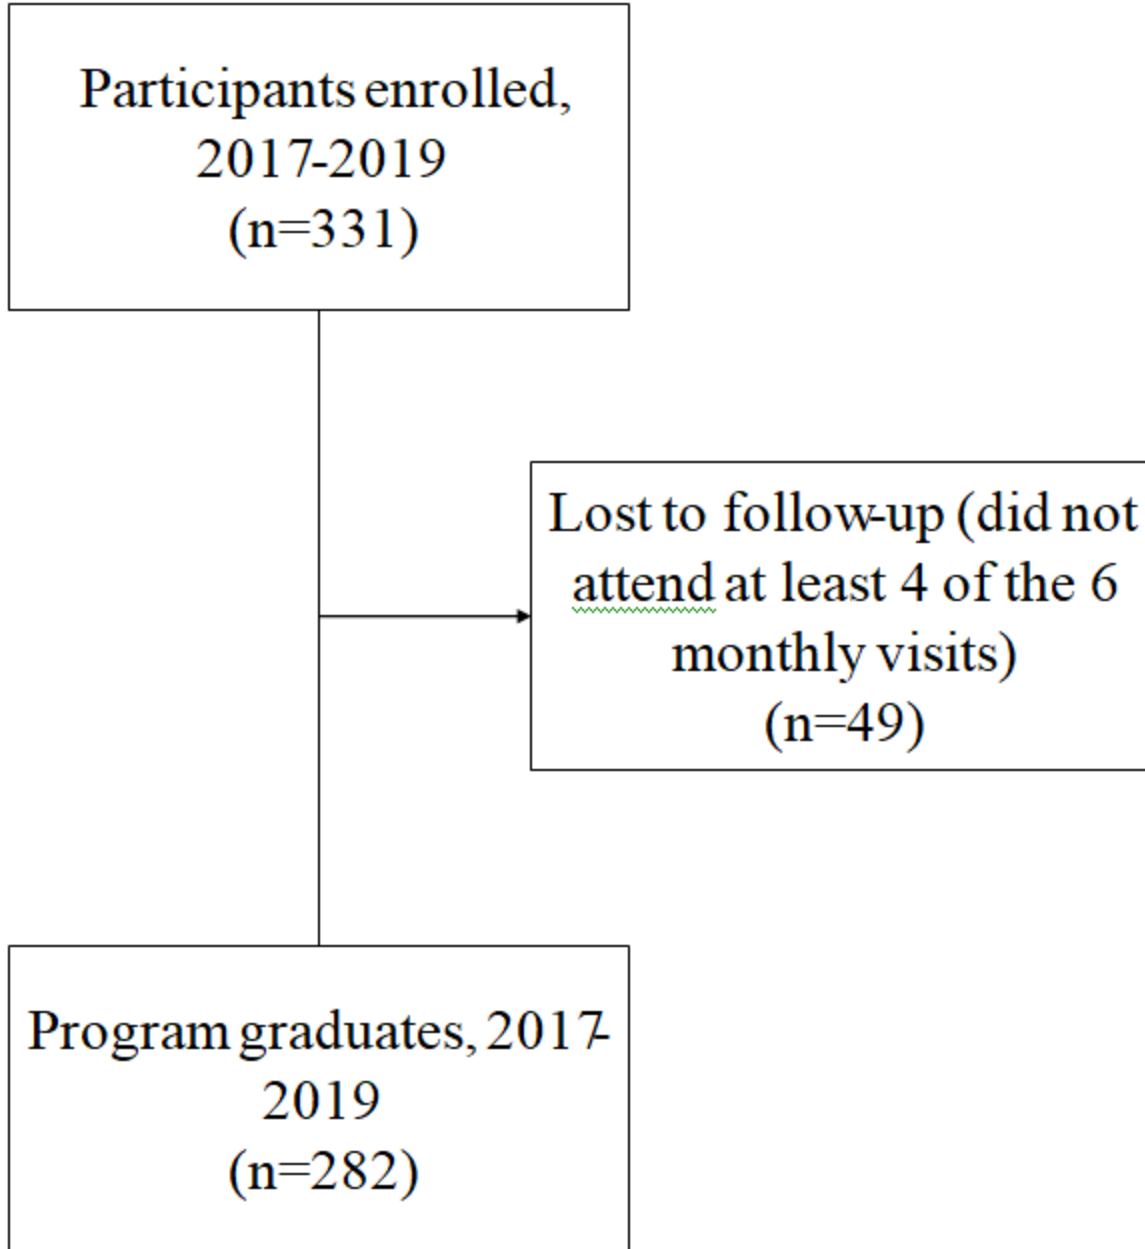 Participants enrolled,
2017-2019
(n=331)
Lost to follow-up (did not
attend at least 4 of the 6
monthly visits)
(n=49)
Program graduates, 2017-
2019
(n=282)